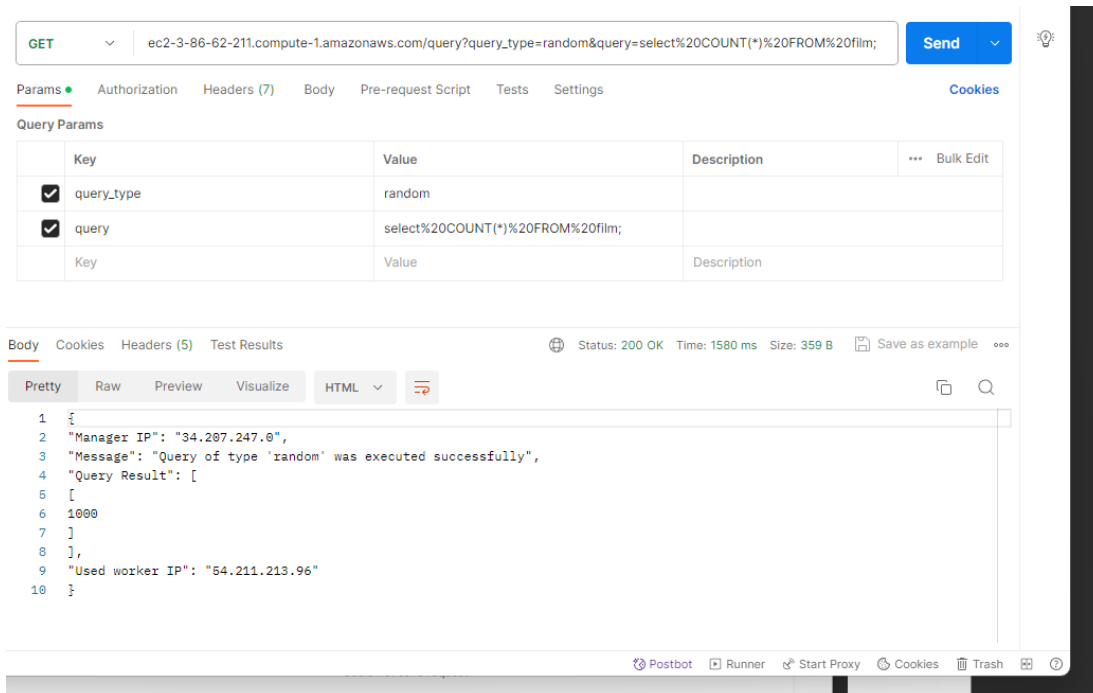 GET ec2-3-86-62-211.compute-1.amazonaws.com/query?query_type=random&query=select%20COUNT(*)%20FROM%20film; Send
Params Authorization Headers (7) Body Pre-request Script Tests Settings Cookies
Query Params
Key Value Description ••• Bulk Edit
query_type random
query select%20COUNT(*)%20FROM%20film;
Key Value Description
Body Cookies Headers (5) Test Results Status: 200 OK Time: 1580 ms Size: 359 B Save as example
Pretty Raw Preview Visualize HTML
1 {
2 "Manager IP": "34.207.247.0",
3 "Message": "Query of type 'random' was executed successfully",
4 "Query Result": [
5 [
6 1000
7 ]
8 ],
9 "Used worker IP": "54.211.213.96"
10 }
Postbot Runner Start Proxy Cookies Trash